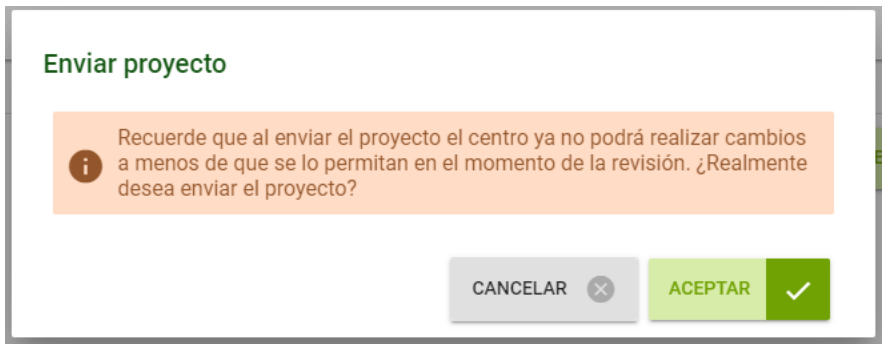 Enviar proyecto
Recuerde que al enviar el proyecto el centro ya no podrá realizar cambios
a menos de que se lo permitan en el momento de la revisión. ¿Realmente
desea enviar el proyecto?
CANCELAR
ACEPTAR